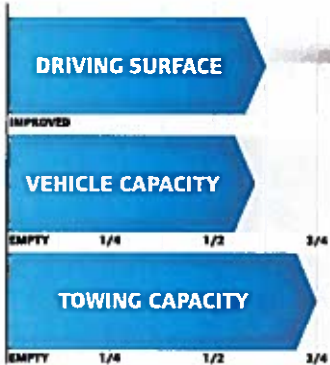 DRIVING SURFACE
IMPROVED
VEHICLE CAPACITY
EMPTY 1/4 1/2 3/4
TOWING CAPACITY
EMPTY 1/4 1/2 3/4